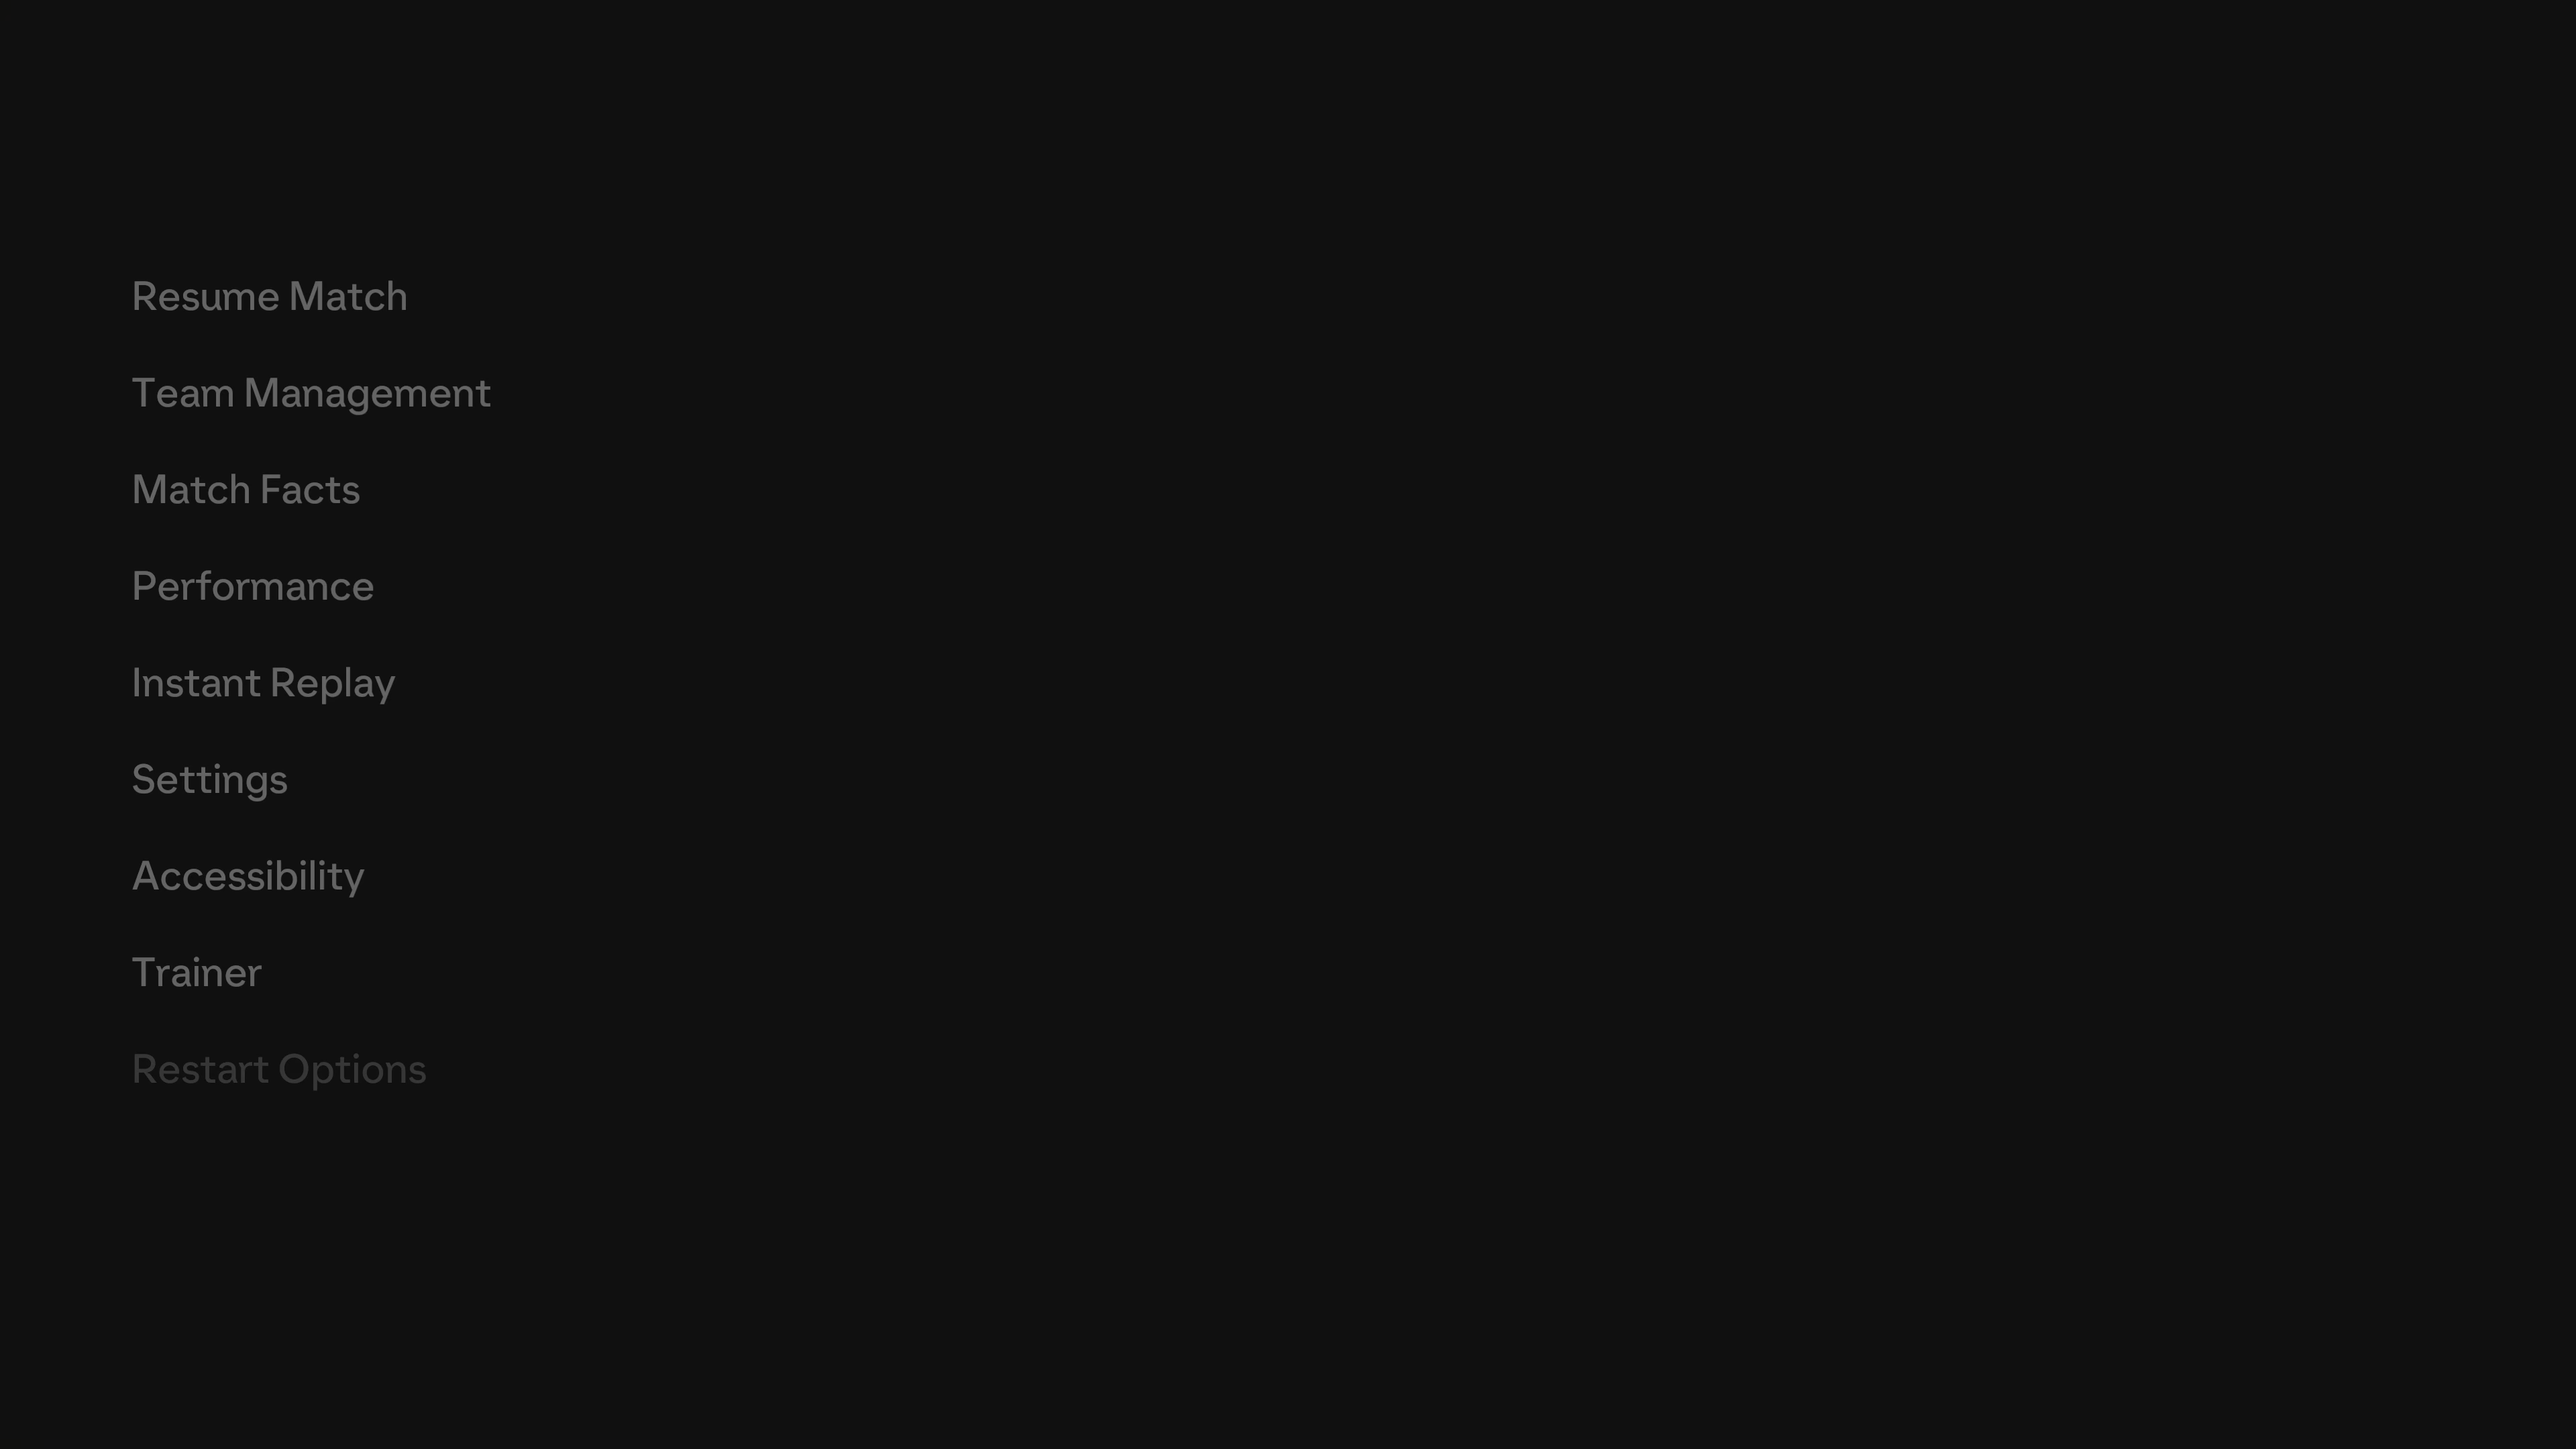 Resume Match
Team Management
Match Facts
Performance
Instant Replay
Settings
Accessibility
Trainer
Restart Options